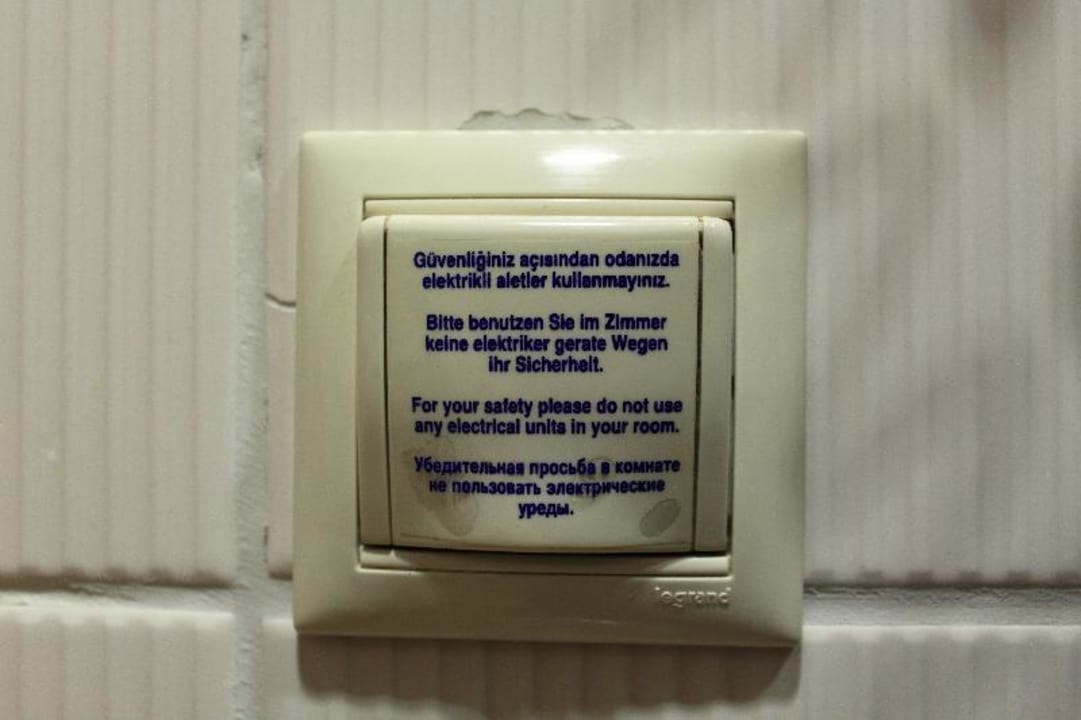 Güvenliğiniz açısından odanızda
elektrikli aletler kullanmayınız.
Bitte benutzen Sie im Zimmer
keine elektriker gerate Wegen
ihr Sicherheit.
For your safety please do not use
any electrical units in your room.
Убедительная просьба в комнате
не пользовать электрические
уреды.
legrand